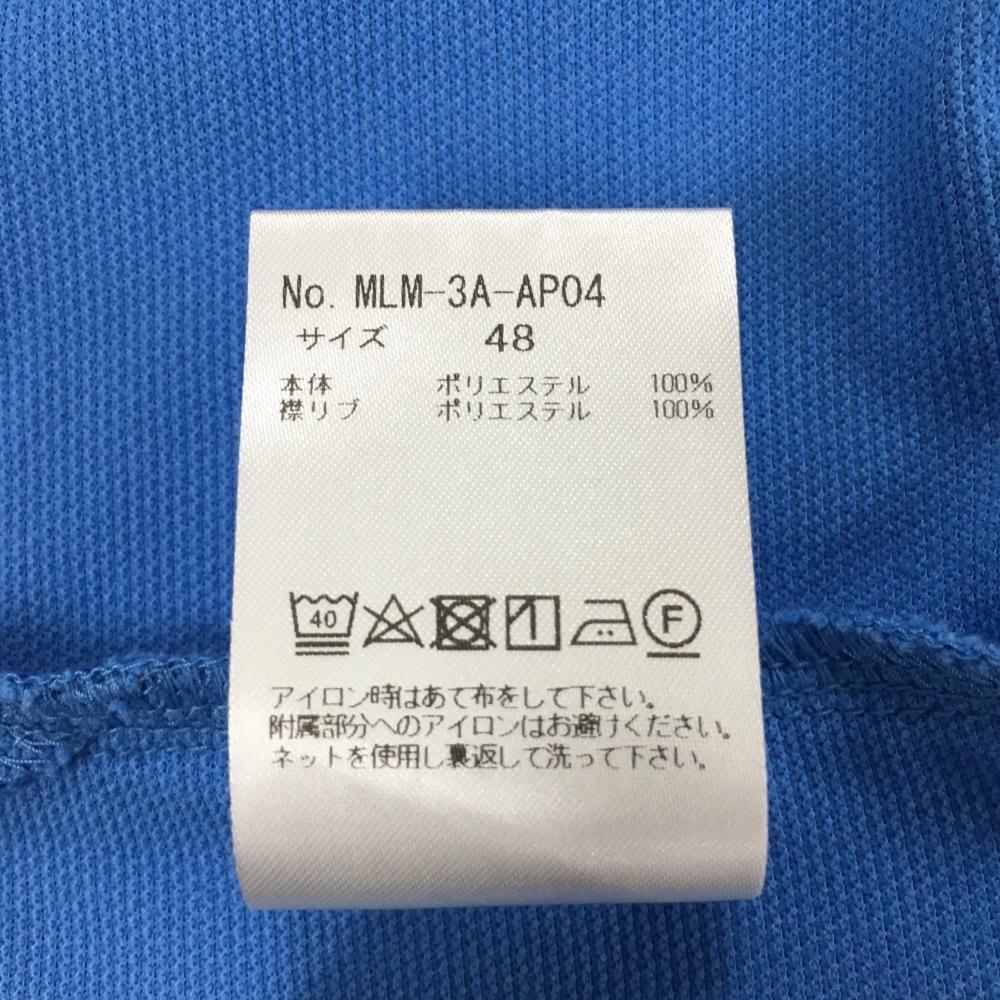 No. MLM-3A-AP04
サイズ 48
本体 ポリエステル 100%
襟リブ ポリエステル 100%
40 F
アイロン時はあて布をして下さい。
附属部分へのアイロンはお避けください。
ネットを使用し裏返して洗って下さい。